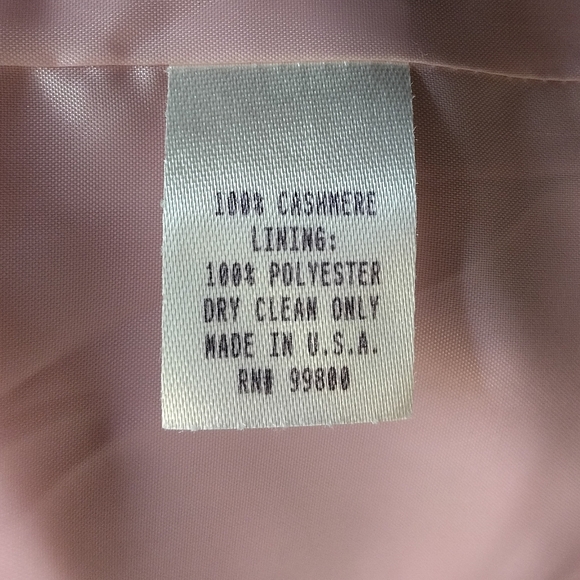 100% CASHMERE
LINING:
100% POLYESTER
DRY CLEAN ONLY
MADE IN U.S.A.
RN# 99800